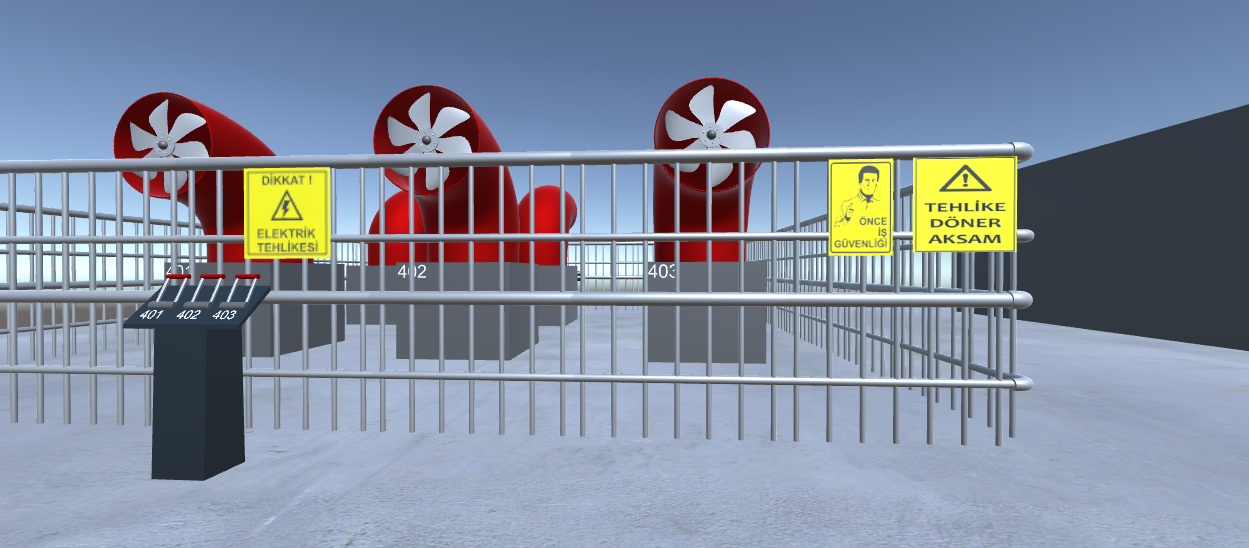 DİKKAT !
ELEKTRİK
TEHLİKESİ
ÖNCE
İŞ
GÜVENLİĞİ
TEHLİKE
DÖNER
AKSAM
402
403
401 402 403